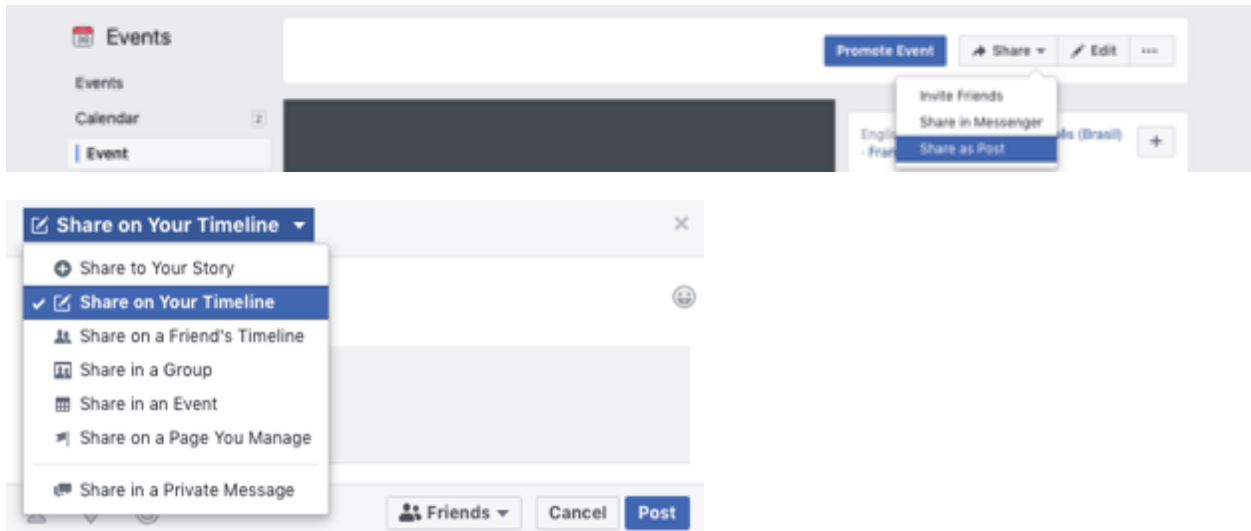 Events
Promote Event Share Edit ...
Events
Invite Friends
Calendar 2
Share in Messenger
Event
Share as Post
(Brasil)
+
Share on Your Timeline
Share to Your Story
Share on Your Timeline
Share on a Friend's Timeline
Share in a Group
Share in an Event
Share on a Page You Manage
Share in a Private Message
Friends Cancel Post